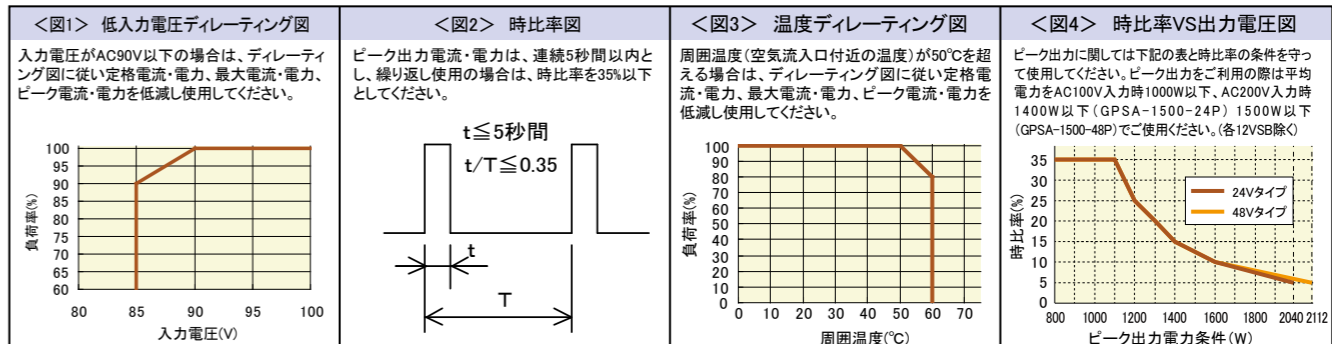 <図1> 低入力電圧ディレーティング図
入力電圧がAC90V以下の場合は、ディレーティ
ング図に従い定格電流・電力、最大電流・電力、
ピーク電流・電力を低減し使用してください。
100
95
90
85
80
75
70
65
60
負荷率(%)
80 85 90 95 100
入力電圧(V)
<図2> 時比率図
ピーク出力電流・電力は、連続5秒間以内と
し、繰り返し使用の場合は、時比率を35%以下
としてください。
t≦5秒間
t/T≦0.35
t
T
<図3> 温度ディレーティング図
周囲温度(空気流入口付近の温度)が50℃を超
える場合は、ディレーティング図に従い定格電
流・電力、最大電流・電力、ピーク電流・電力を
低減し使用してください。
100
90
80
70
60
50
40
30
20
10
0
負荷率(%)
0 10 20 30 40 50 60 70
周囲温度(℃)
<図4> 時比率VS出力電圧図
ピーク出力に関しては下記の表と時比率の条件を守っ
て使用してください。ピーク出力をご利用の際は平均
電力をAC100V入力時1000W以下、AC200V入力時
1400W以下(GPSA-1500-24P) 1500W以下
(GPSA-1500-48P)でご使用ください。(各12VSB除く)
35
30
25
20
15
10
5
0
時比率(%)
24Vタイプ
48Vタイプ
800 1000 1200 1400 1600 1800 2040 2112
ピーク出力電力条件(W)